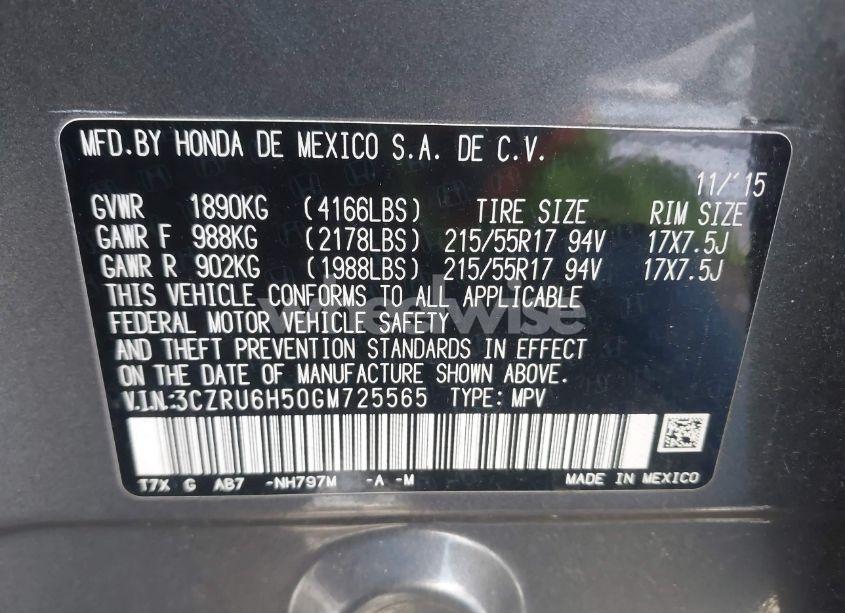 MFD.BY HONDA DE MEXICO S.A. DE C.V.
11/'15
GVWR 1890KG (4166LBS) TIRE SIZE RIM SIZE
GAWR F 988KG (2178LBS) 215/55R17 94V 17X7.5J
GAWR R 902KG (1988LBS) 215/55R17 94V 17X7.5J
THIS VEHICLE CONFORMS TO ALL APPLICABLE
FEDERAL MOTOR VEHICLE SAFETY
AND THEFT PREVENTION STANDARDS IN EFFECT
ON THE DATE OF MANUFACTURE SHOWN ABOVE.
V.I.N.:3CZRU6H50GM725565 TYPE: MPV
T7X G AB7 -NH797M -A -M MADE IN MEXICO